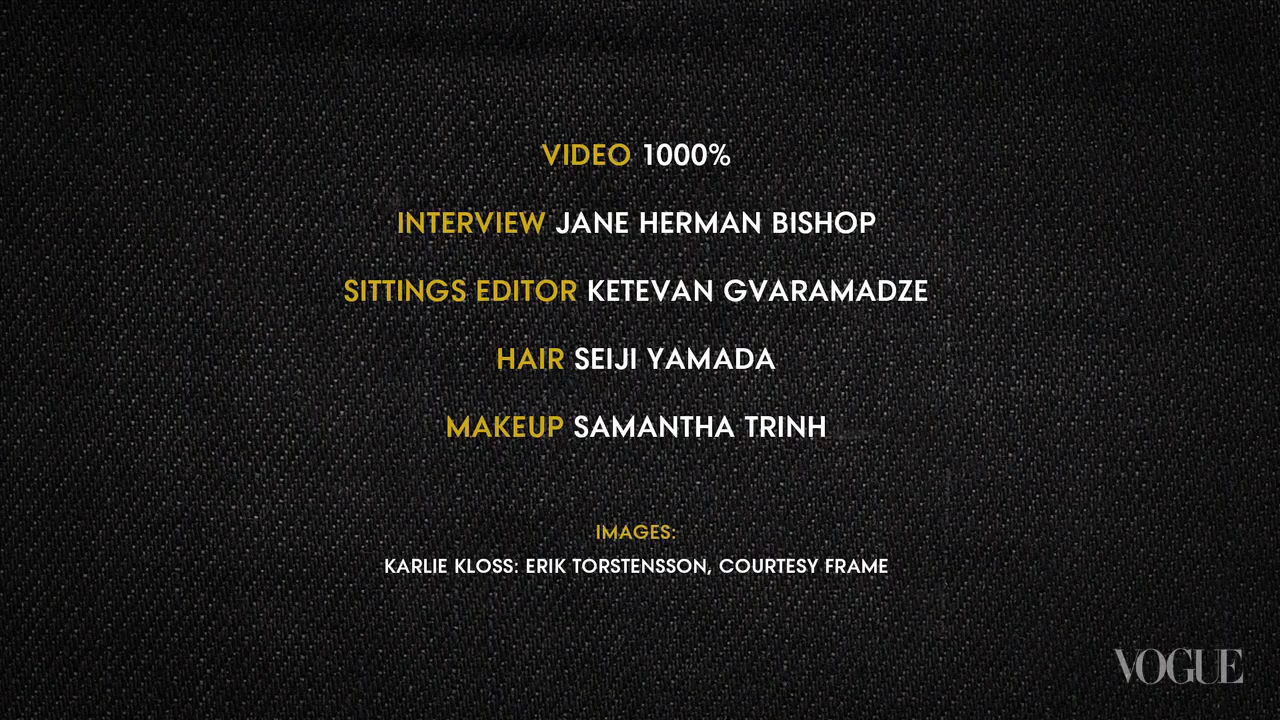 VIDEO 1000%
INTERVIEW JANE HERMAN BISHOP
SITTINGS EDITOR KETEVAN GVARAMADZE
HAIR SEIJI YAMADA
MAKEUP SAMANTHA TRINH
IMAGES:
KARLIE KLOSS: ERIK TORSTENSSON, COURTESY FRAME
VOGUE